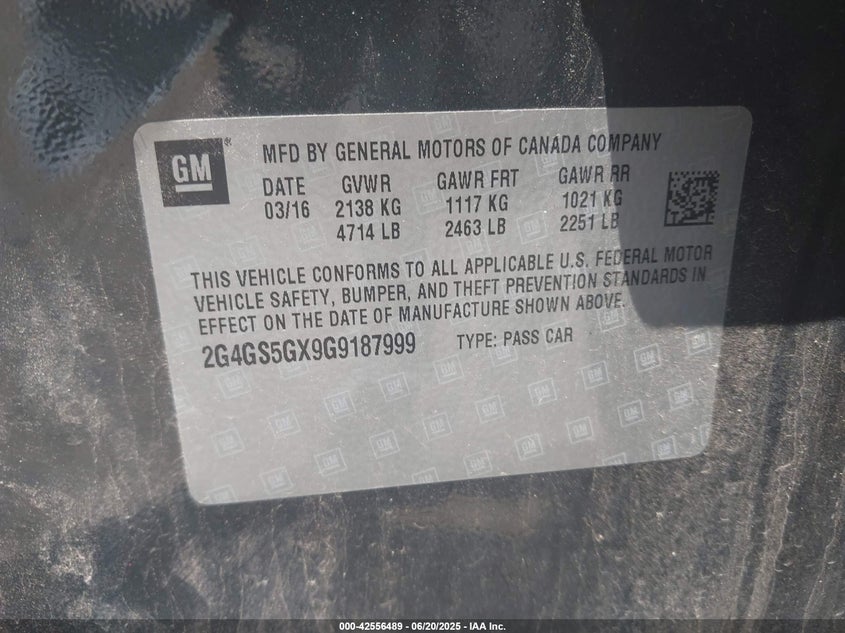 GM
MFD BY GENERAL MOTORS OF CANADA COMPANY
DATE GVWR GAWR FRT GAWR RR
03/16 2138 KG 1117 KG 1021 KG
4714 LB 2463 LB 2251 LB
THIS VEHICLE CONFORMS TO ALL APPLICABLE U.S. FEDERAL MOTOR
VEHICLE SAFETY, BUMPER, AND THEFT PREVENTION STANDARDS IN
EFFECT ON THE DATE OF MANUFACTURE SHOWN ABOVE.
2G4GS5GX9G9187999 TYPE: PASS CAR
000-42556489 - 06/20/2025 - IAA Inc.